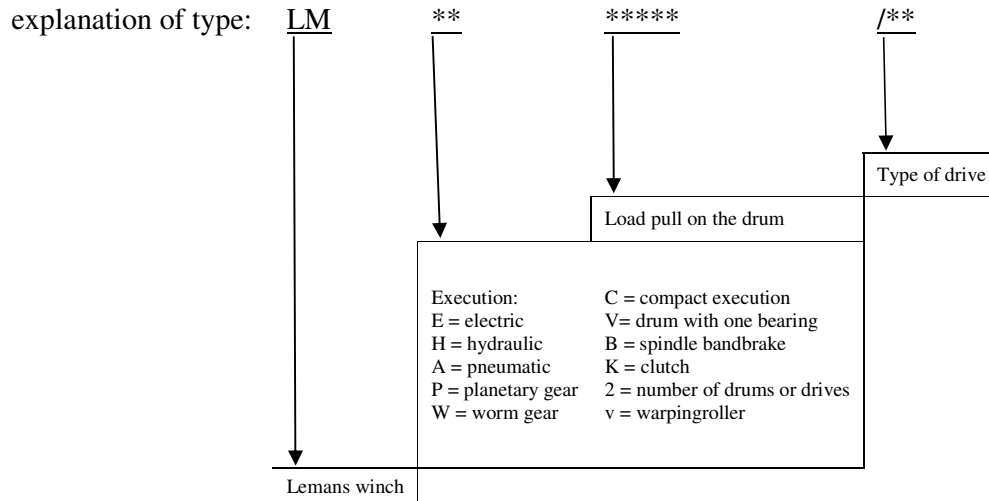 explanation of type: LM ** ***** /**
Type of drive
Load pull on the drum
Execution: C = compact execution
E = electric V= drum with one bearing
H = hydraulic B = spindle bandbrake
A = pneumatic K = clutch
P = planetary gear 2 = number of drums or drives
W = worm gear v = warpingroller
Lemans winch